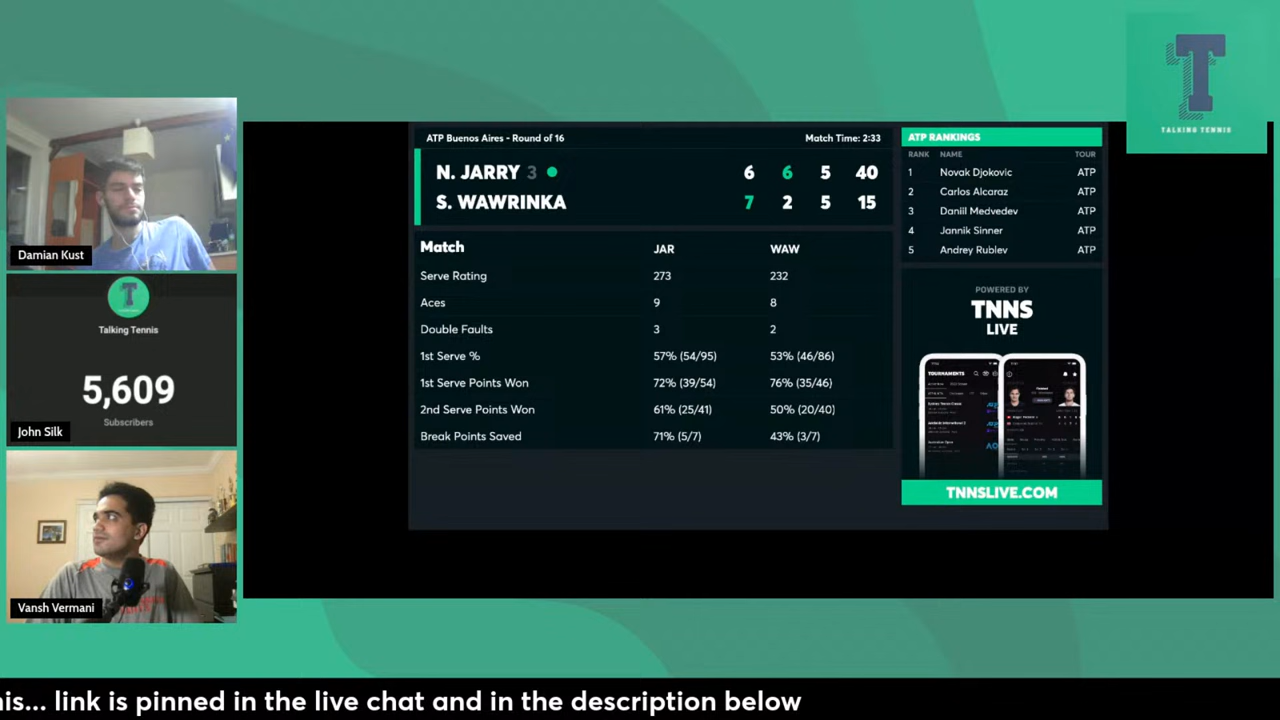 T
TALKING TENNIS
Damian Kust
T
Talking Tennis
5,609
Subscribers
John Silk
Vansh Vermani
ATP Buenos Aires - Round of 16 Match Time: 2:33
N. JARRY 3 6 6 5 40
S. WAWRINKA 7 2 5 15
Match JAR WAW
Serve Rating 273 232
Aces 9 8
Double Faults 3 2
1st Serve % 57% (54/95) 53% (46/86)
1st Serve Points Won 72% (39/54) 76% (35/46)
2nd Serve Points Won 61% (25/41) 50% (20/40)
Break Points Saved 71% (5/7) 43% (3/7)
ATP RANKINGS
RANK NAME TOUR
1 Novak Djokovic ATP
2 Carlos Alcaraz ATP
3 Daniil Medvedev ATP
4 Jannik Sinner ATP
5 Andrey Rublev ATP
POWERED BY
TNNS
LIVE
TOURNAMENTS
TNNSLIVE.COM
his... link is pinned in the live chat and in the description below